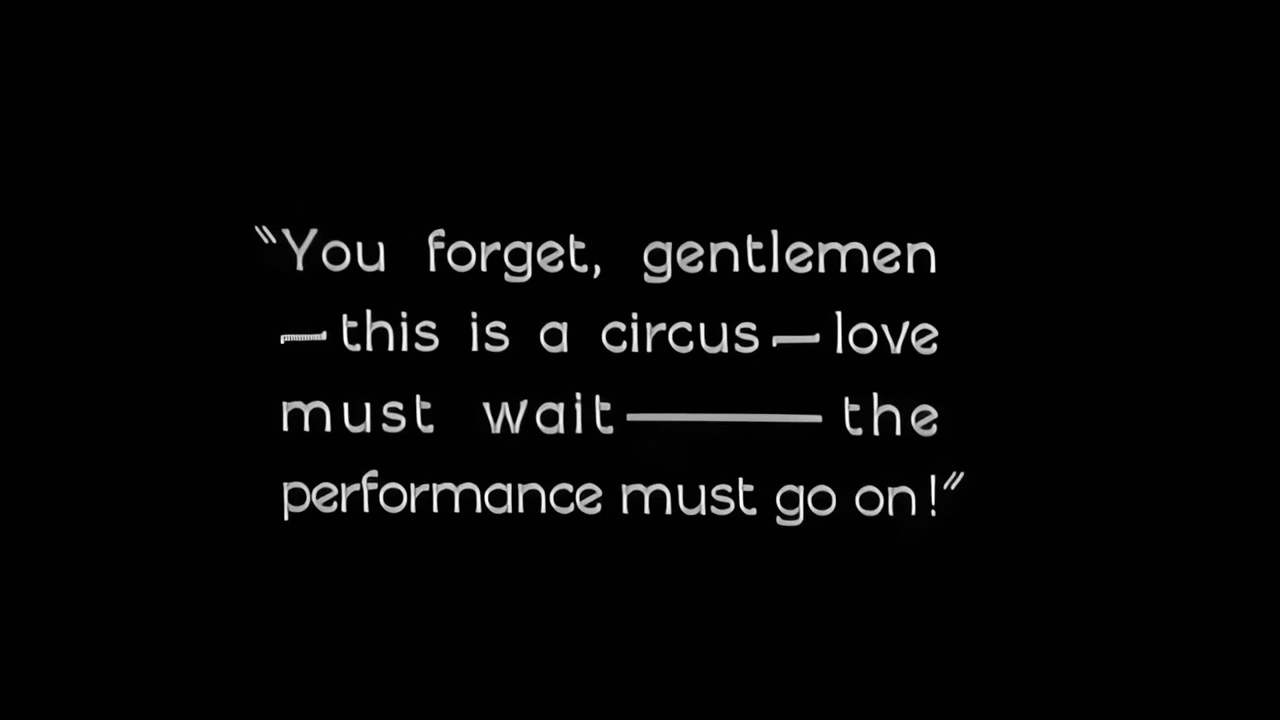 "You forget, gentlemen
—this is a circus—love
must wait——— the
performance must go on!"